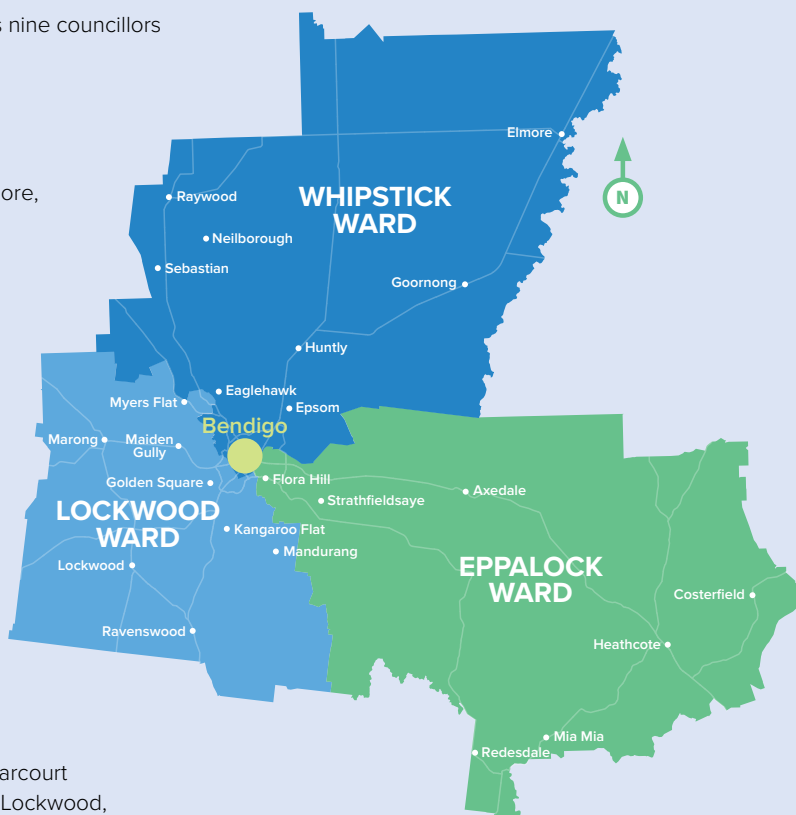 nine councillors
Elmore
N
Raywood
WHIPSTICK
WARD
Neilborough
Sebastian
Goornong
Huntly
Eaglehawk
Myers Flat
Epsom
Bendigo
Marong
Maiden
Gully
Flora Hill
Golden Square
Axedale
Strathfieldsaye
LOCKWOOD
WARD
Kangaroo Flat
Mandurang
Lockwood
EPPALOCK
WARD
Costerfield
Ravenswood
Heathcote
Mia Mia
Redesdale
Lockwood,